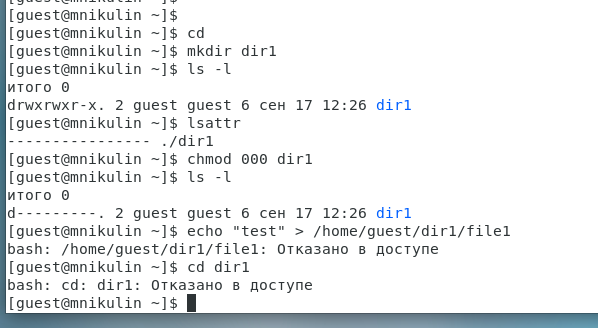 [guest@mnikulin ~]$
[guest@mnikulin ~]$
[guest@mnikulin ~]$ cd
[guest@mnikulin ~]$ mkdir dir1
[guest@mnikulin ~]$ ls -l
итого 0
drwxrwxr-x. 2 guest guest 6 сен 17 12:26 dir1
[guest@mnikulin ~]$ lsattr
---------------- ./dir1
[guest@mnikulin ~]$ chmod 000 dir1
[guest@mnikulin ~]$ ls -l
итого 0
d---------. 2 guest guest 6 сен 17 12:26 dir1
[guest@mnikulin ~]$ echo "test" > /home/guest/dir1/file1
bash: /home/guest/dir1/file1: Отказано в доступе
[guest@mnikulin ~]$ cd dir1
bash: cd: dir1: Отказано в доступе
[guest@mnikulin ~]$